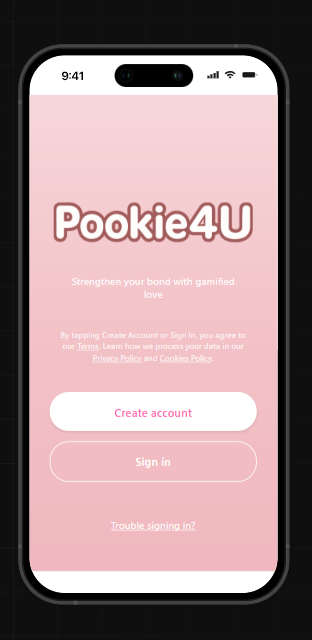 9:41
Pookie4U
Strengthen your bond with gamified
love
By tapping Create Account or Sign In, you agree to
our Terms. Learn how we process your data in our
Privacy Policy and Cookies Policy.
Create account
Sign in
Trouble signing in?